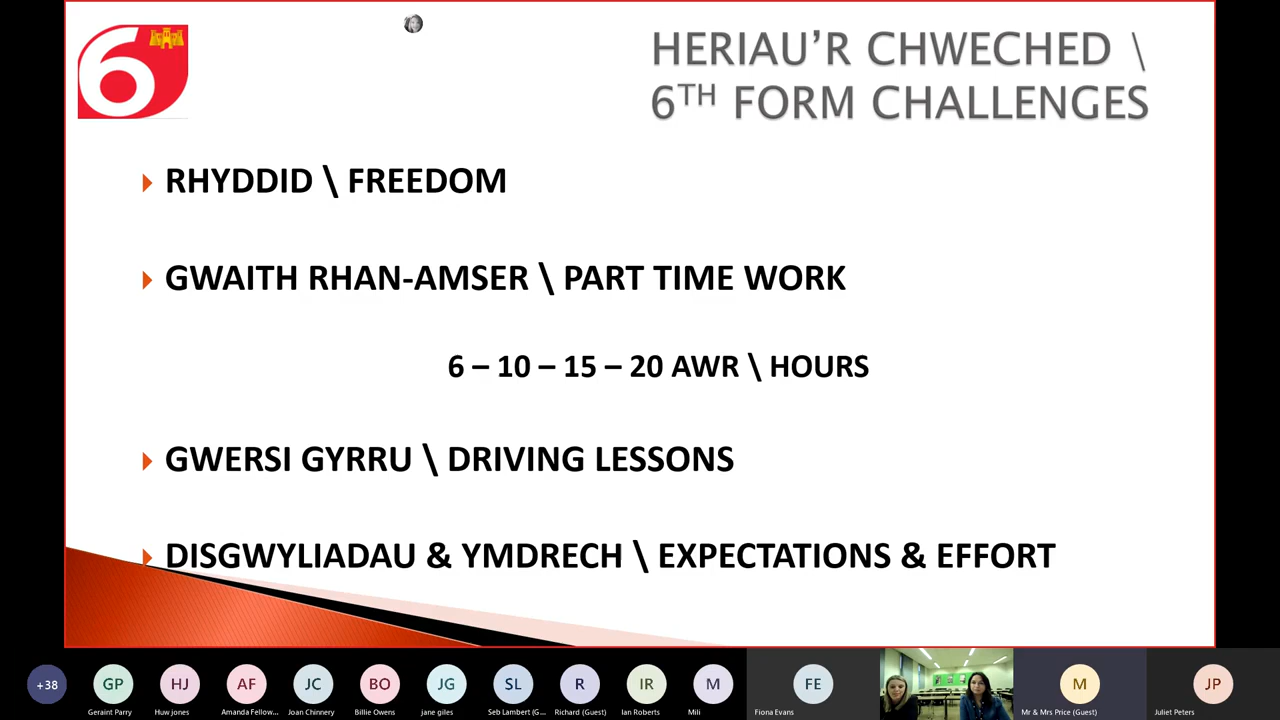 6
HERIAU’R CHWECHED \
6TH FORM CHALLENGES
RHYDDID \ FREEDOM
GWAITH RHAN-AMSER \ PART TIME WORK
6 – 10 – 15 – 20 AWR \ HOURS
GWERSI GYRRU \ DRIVING LESSONS
DISGWYLIADAU & YMDRECH \ EXPECTATIONS & EFFORT
+38
GP
HJ
AF
JC
BO
JG
SL
R
IR
M
FE
M
JP
Geraint Parry
Huw jones
Amanda Fellow...
Joan Chinnery
Billie Owens
jane giles
Seb Lambert (G...
Richard (Guest)
Ian Roberts
Mili
Fiona Evans
Mr & Mrs Price (Guest)
Juliet Peters